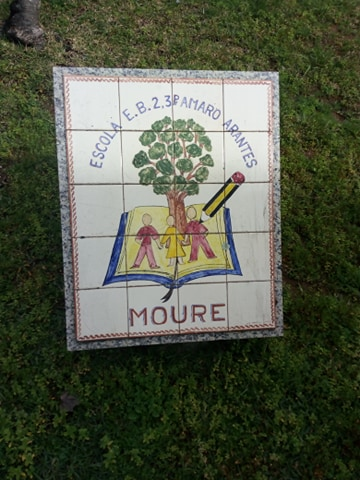 ESCOLA E.B.2,3 P. AMARO ARANTES
MOURE